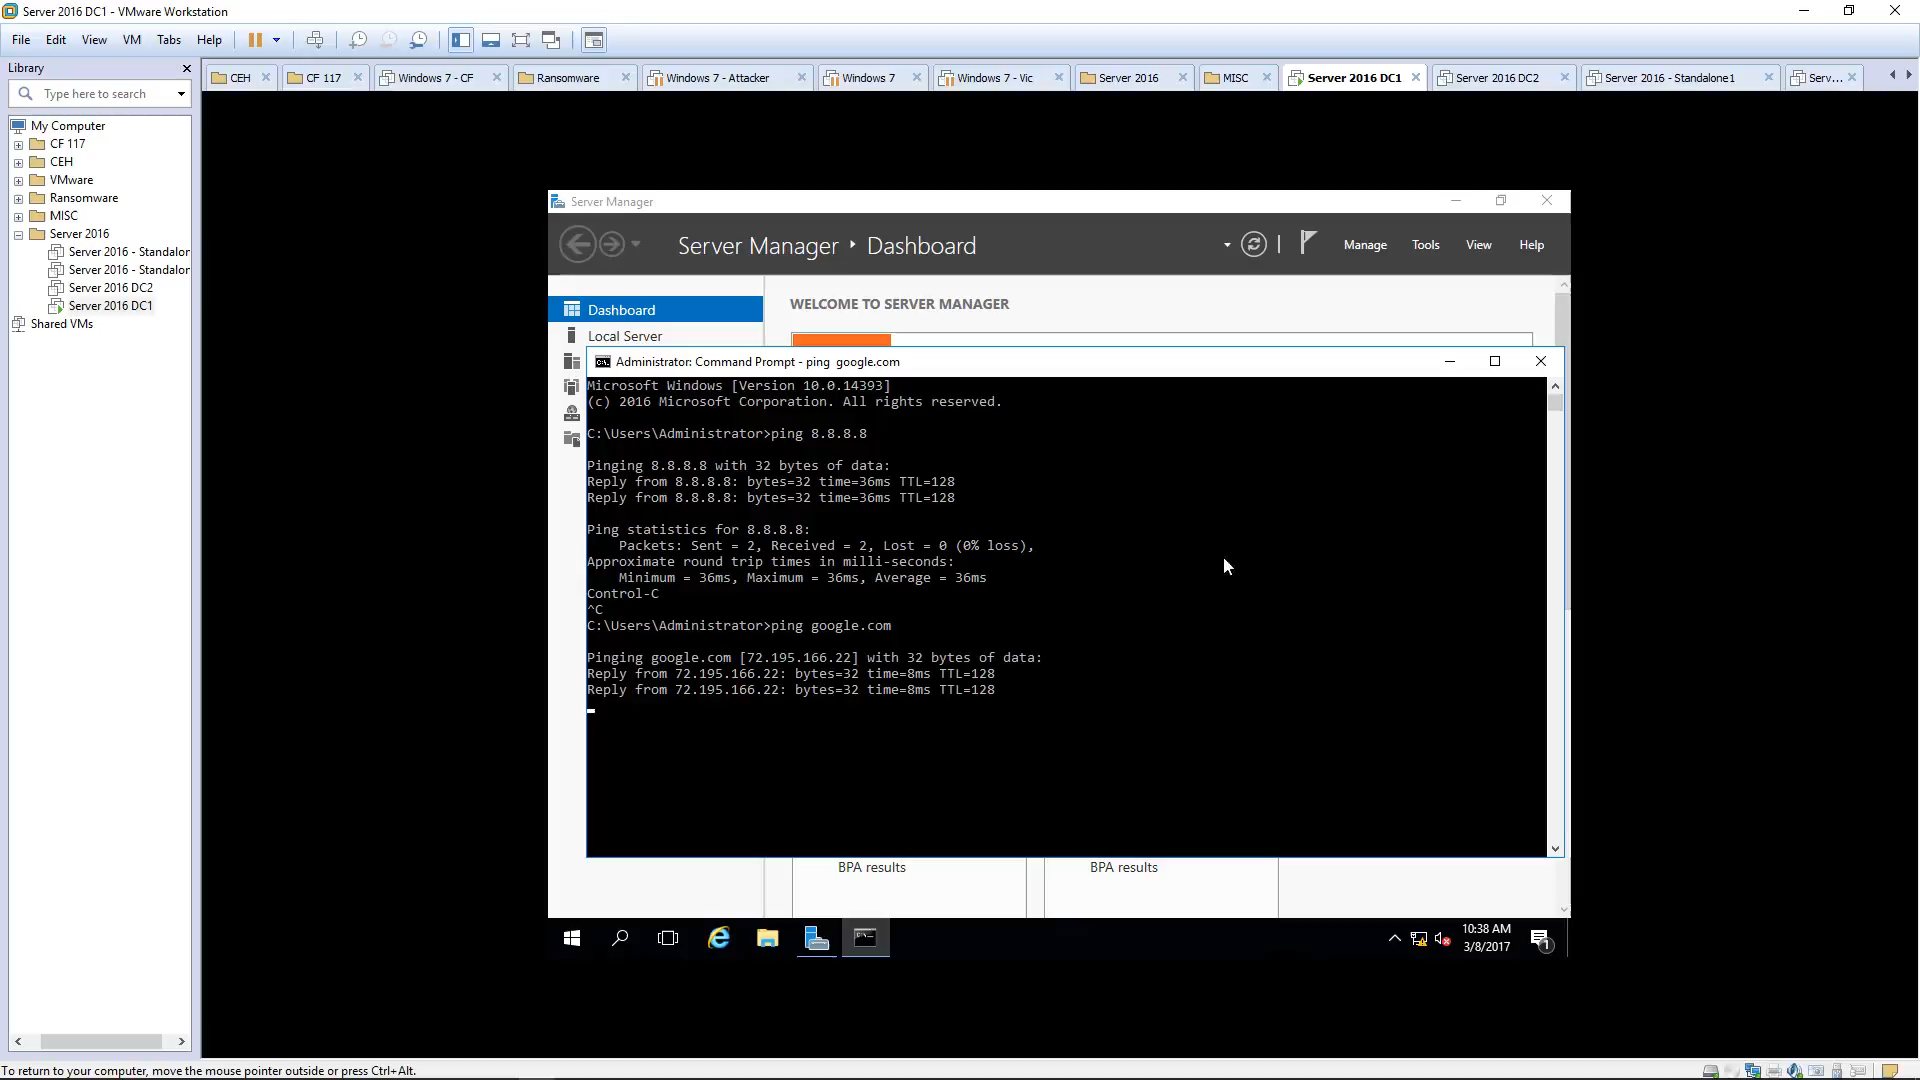 Server 2016 DC1 - VMware Workstation
File Edit View VM Tabs Help
Library
Type here to search
My Computer
CF 117
CEH
VMware
Ransomware
MISC
Server 2016
Server 2016 - Standalor
Server 2016 - Standalor
Server 2016 DC2
Server 2016 DC1
Shared VMs
CEH CF 117 Windows 7 - CF Ransomware Windows 7 - Attacker Windows 7 Windows 7 - Vic Server 2016 MISC Server 2016 DC1 Server 2016 DC2 Server 2016 - Standalone1 Serv...
Server Manager
Server Manager Dashboard
Manage Tools View Help
Dashboard
Local Server
WELCOME TO SERVER MANAGER
Administrator: Command Prompt - ping google.com
Microsoft Windows [Version 10.0.14393]
(c) 2016 Microsoft Corporation. All rights reserved.
C:\Users\Administrator>ping 8.8.8.8
Pinging 8.8.8.8 with 32 bytes of data:
Reply from 8.8.8.8: bytes=32 time=36ms TTL=128
Reply from 8.8.8.8: bytes=32 time=36ms TTL=128
Ping statistics for 8.8.8.8:
Packets: Sent = 2, Received = 2, Lost = 0 (0% loss),
Approximate round trip times in milli-seconds:
Minimum = 36ms, Maximum = 36ms, Average = 36ms
Control-C
^C
C:\Users\Administrator>ping google.com
Pinging google.com [72.195.166.22] with 32 bytes of data:
Reply from 72.195.166.22: bytes=32 time=8ms TTL=128
Reply from 72.195.166.22: bytes=32 time=8ms TTL=128
BPA results BPA results
10:38 AM
3/8/2017
1
To return to your computer, move the mouse pointer outside or press Ctrl+Alt.